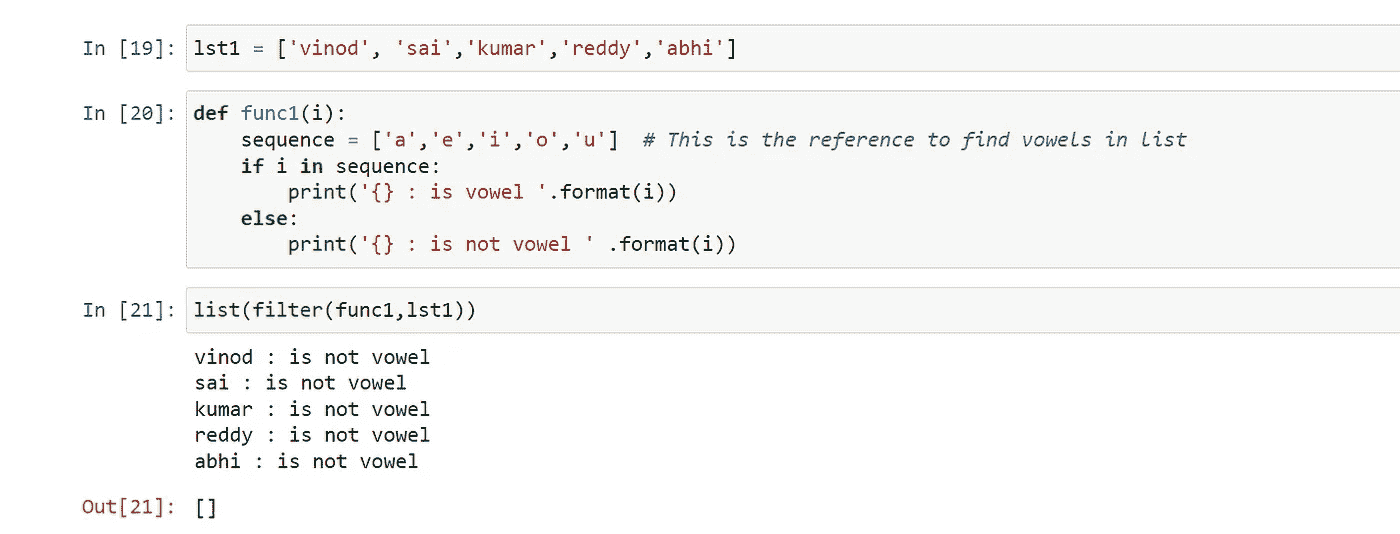 In [19]: lst1 = ['vinod', 'sai','kumar','reddy','abhi']
In [20]: def func1(i):
    sequence = ['a','e','i','o','u']  # This is the reference to find vowels in list
    if i in sequence:
        print('{} : is vowel '.format(i))
    else:
        print('{} : is not vowel ' .format(i))
In [21]: list(filter(func1,lst1))
vinod : is not vowel
sai : is not vowel
kumar : is not vowel
reddy : is not vowel
abhi : is not vowel
Out[21]: []